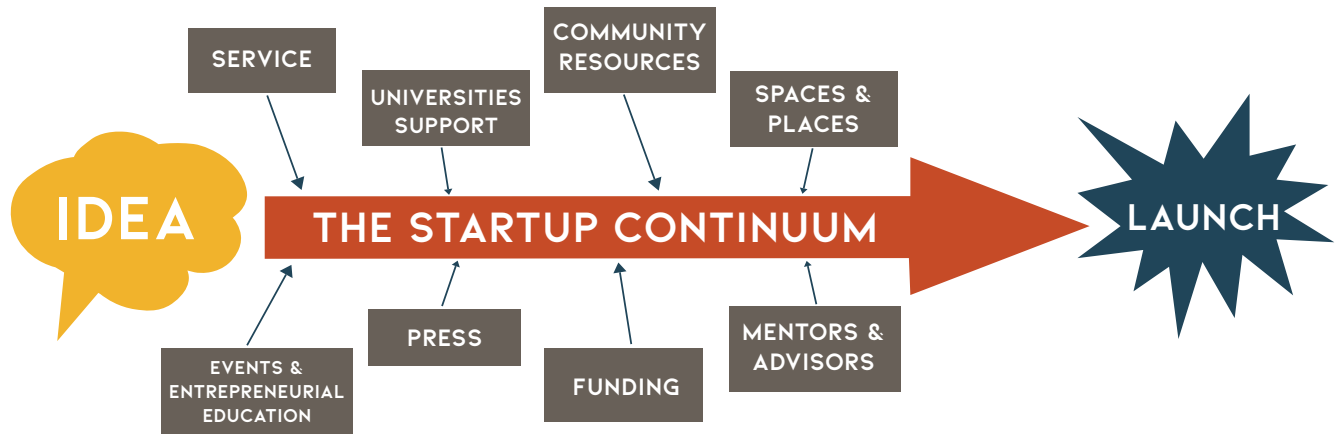 SERVICE
UNIVERSITIES
SUPPORT
COMMUNITY
RESOURCES
SPACES &
PLACES
IDEA
THE STARTUP CONTINUUM
LAUNCH
EVENTS &
ENTREPRENEURIAL
EDUCATION
PRESS
FUNDING
MENTORS &
ADVISORS